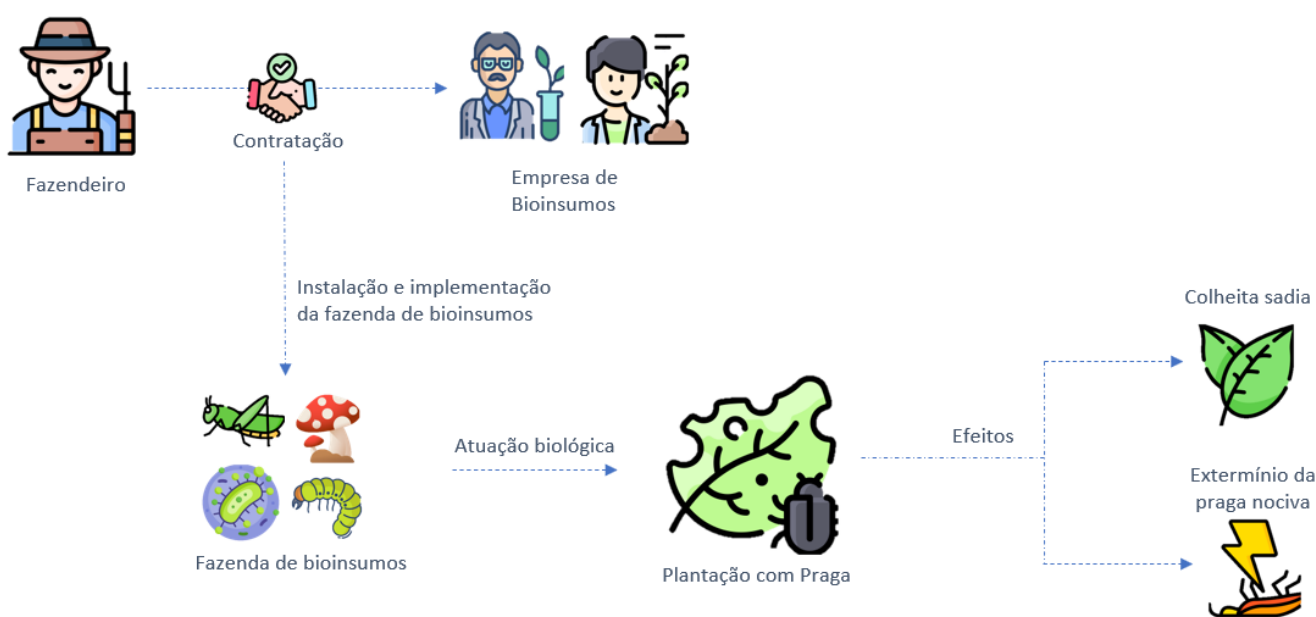 Fazendeiro
Contratação
Empresa de
Bioinsumos
Instalação e implementação
da fazenda de bioinsumos
Fazenda de bioinsumos
Atuação biológica
Plantação com Praga
Efeitos
Colheita sadia
Extermínio da
praga nociva